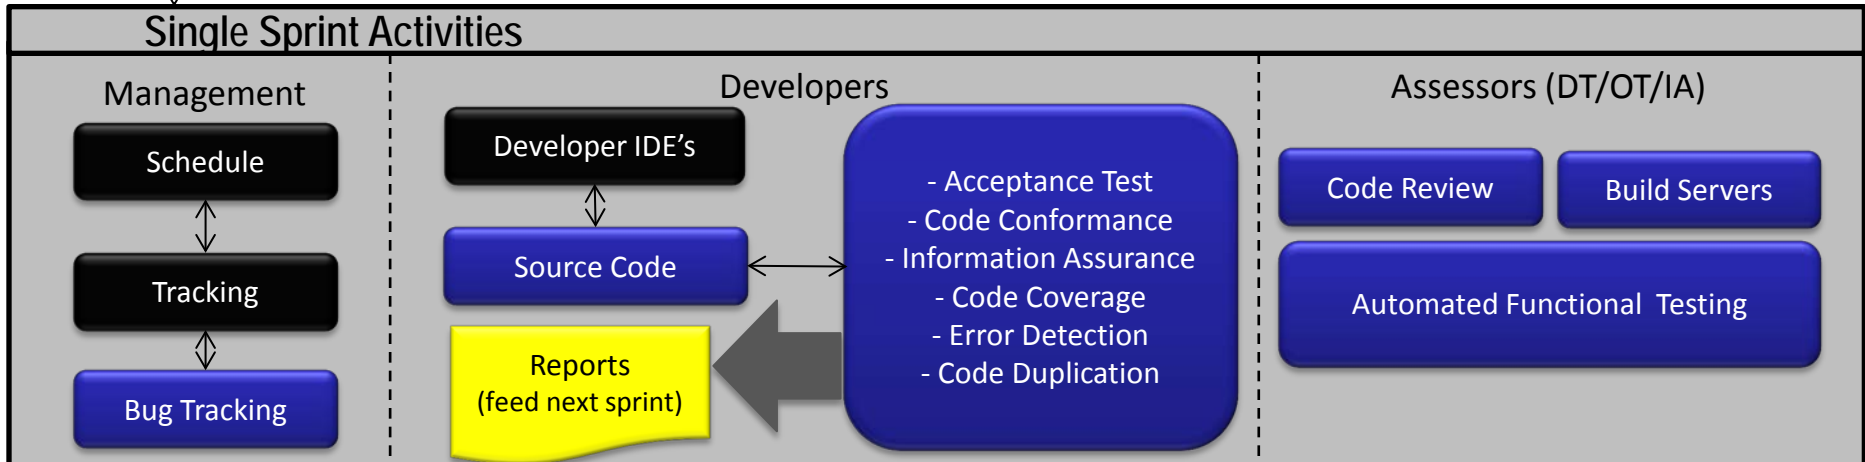 Single Sprint Activities
Management
Schedule
Tracking
Bug Tracking
Developers
Developer IDE’s
Source Code
Reports
(feed next sprint)
- Acceptance Test
- Code Conformance
- Information Assurance
- Code Coverage
- Error Detection
- Code Duplication
Assessors (DT/OT/IA)
Code Review
Build Servers
Automated Functional Testing